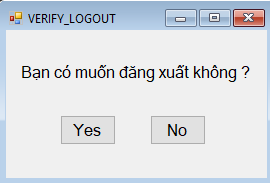 VERIFY_LOGOUT
Bạn có muốn đăng xuất không ?
Yes No